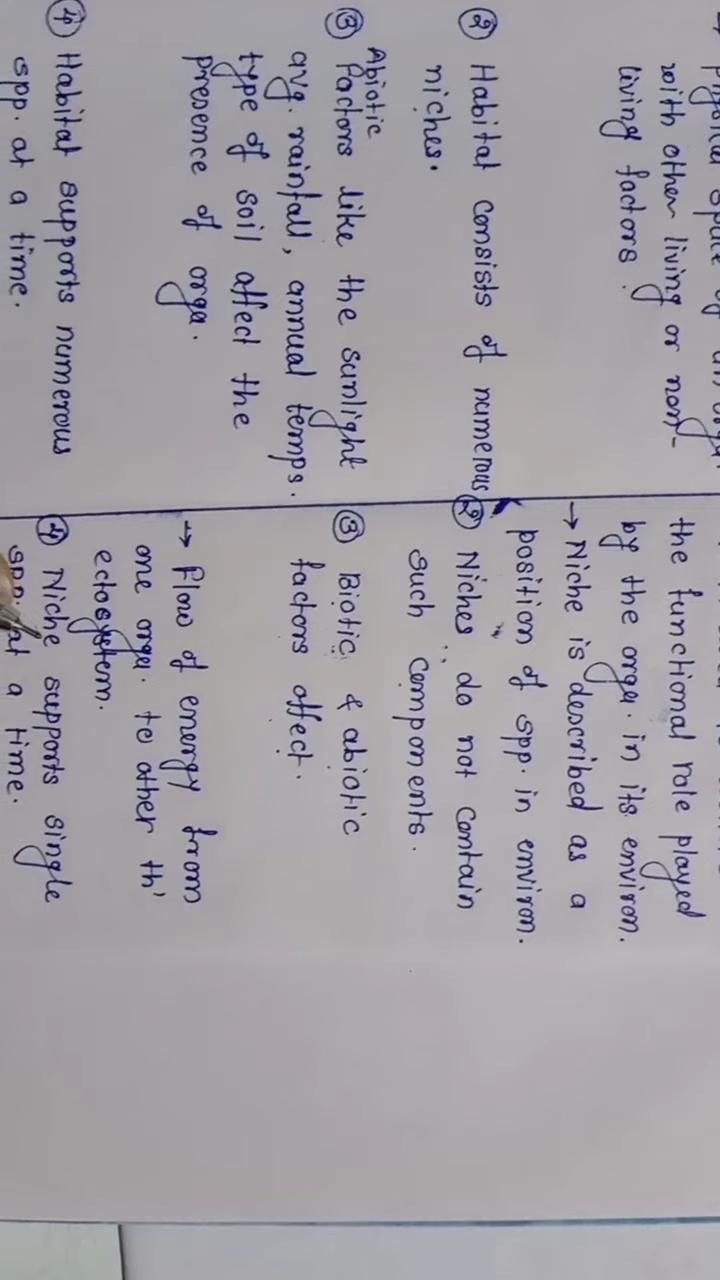 with other living or non-
living factors.
② Habitat consists of numerous
niches.
Abiotic
③ Factors like the sunlight
avg. rainfall, annual temps.
type of soil affect the
presence of orga.
④ Habitat supports numerous
spp. at a time.
the functional role played
by the orga. in its environ.
→ Niche is described as a
position of spp. in environ.
② Niches do not contain
such components.
③ Biotic & abiotic
factors affect.
→ Flow of energy from
one orga. to other th'
ectosystem.
④ Niche supports single
spp. at a time.